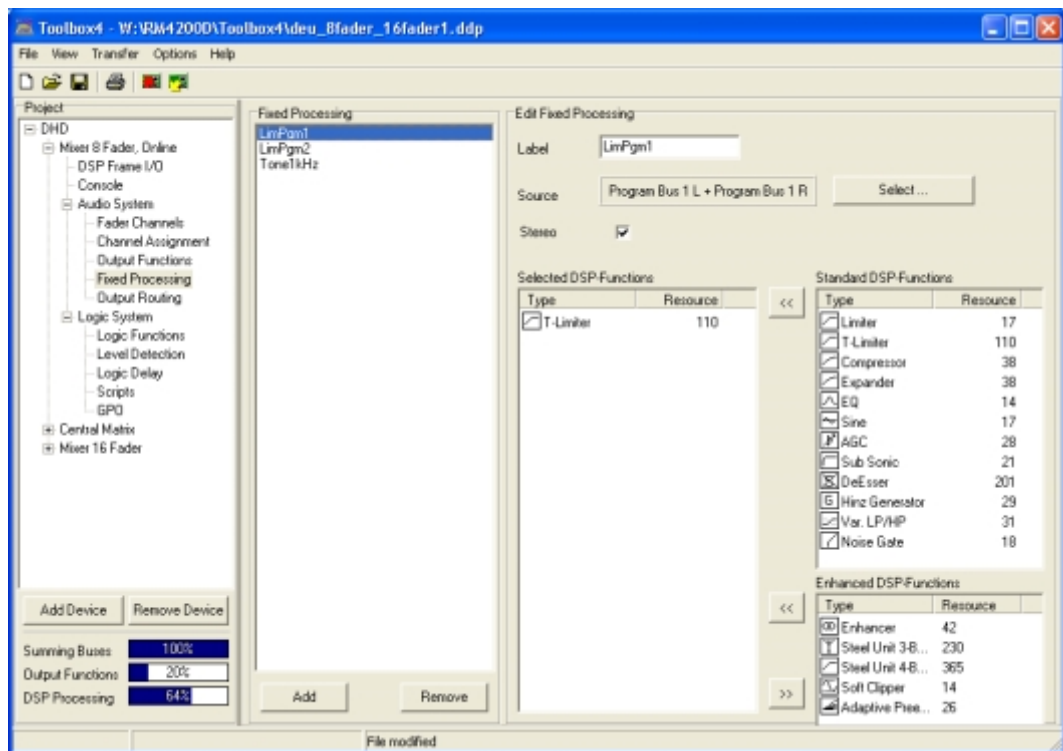 Toolbox4 - W:\RM4200D\Toolbox4\deu_8fader_16fader1.ddp
File View Transfer Options Help
Project
DHD
Mixer 8 Fader, Online
DSP Frame I/O
Console
Audio System
Fader Channels
Channel Assignment
Output Functions
Fixed Processing
Output Routing
Logic System
Logic Functions
Level Detection
Logic Delay
Scripts
GPO
Central Matrix
Mixer 16 Fader
Add Device Remove Device
Summing Buses 100%
Output Functions 20%
DSP Processing 64%
Fixed Processing
LimPgm1
LimPgm2
Tone1kHz
Add Remove
Edit Fixed Processing
Label LimPgm1
Source Program Bus 1 L + Program Bus 1 R Select ...
Stereo
Selected DSP-Functions
Type Resource
T-Limiter 110
<<
<<
>>
Standard DSP-Functions
Type Resource
Limiter 17
T-Limiter 110
Compressor 38
Expander 38
EQ 14
Sine 17
AGC 28
Sub Sonic 21
DeEsser 201
Hinz Generator 29
Var. LP/HP 31
Noise Gate 18
Enhanced DSP-Functions
Type Resource
Enhancer 42
Steel Unit 3-B... 230
Steel Unit 4-B... 365
Soft Clipper 14
Adaptive Pree... 26
File modified